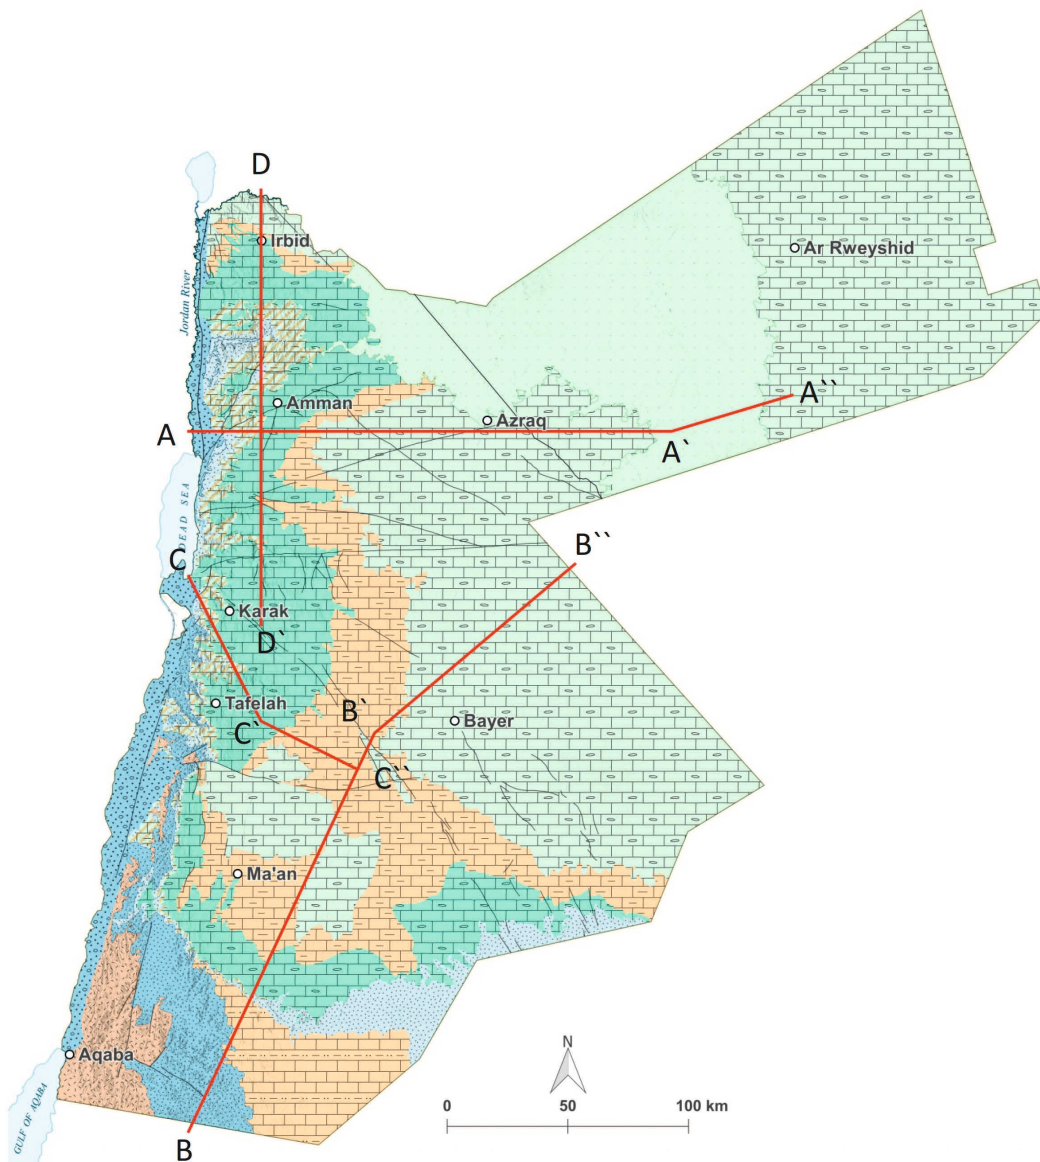 D
Irbid
Ar Rweyshid
Jordan River
Amman
A``
Azraq
A
A`
DEAD SEA
B``
C
Karak
D`
Tafelah
B`
C`
Bayer
C``
Ma'an
N
Aqaba
GULF OF AQABA
0 50 100 km
B